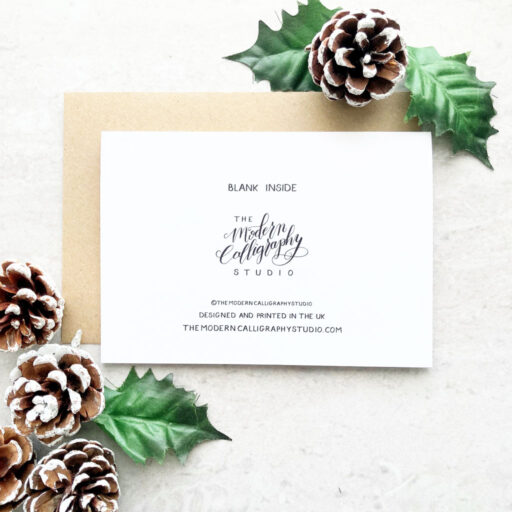 BLANK INSIDE
THE
Modern
Calligraphy
STUDIO
©THEMODERNCALLIGRAPHYSTUDIO
DESIGNED AND PRINTED IN THE UK
THEMODERNCALLIGRAPHYSTUDIO.COM